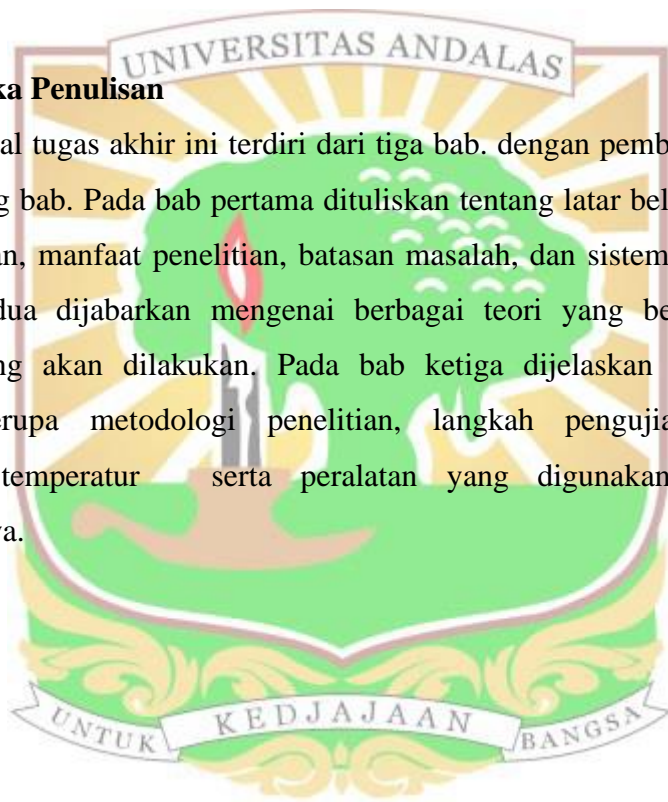 UNIVERSITAS ANDALAS
ka Penulisan
al tugas akhir ini terdiri dari tiga bab. dengan pemb
g bab. Pada bab pertama dituliskan tentang latar bel
an, manfaat penelitian, batasan masalah, dan sistem
dua dijabarkan mengenai berbagai teori yang be
ng akan dilakukan. Pada bab ketiga dijelaskan
erupa metodologi penelitian, langkah pengujia
temperatur serta peralatan yang digunakan
ya.
UNTUK KEDJAJAAN BANGSA